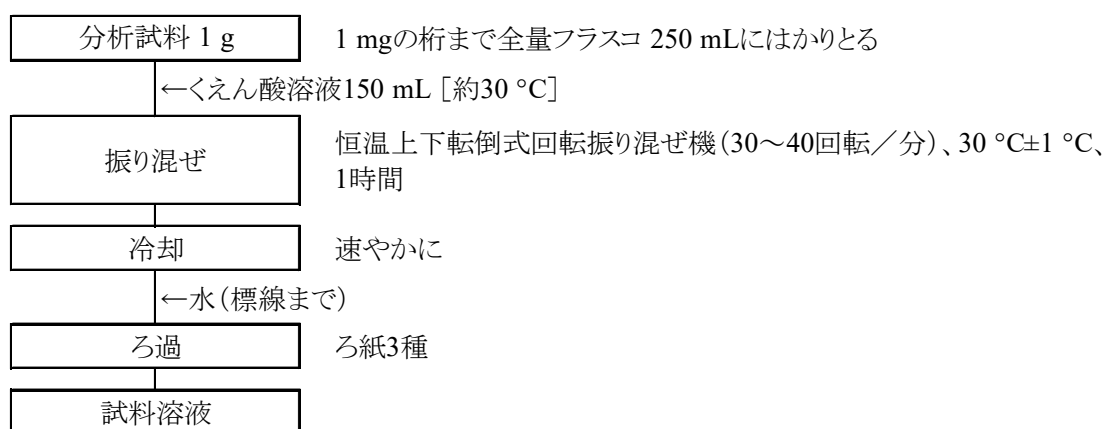 分析試料 1 g
1 mgの桁まで全量フラスコ 250 mLにはかりとる
←くえん酸溶液150 mL [約30 °C]
振り混ぜ
恒温上下転倒式回転振り混ぜ機(30～40回転／分)、30 °C±1 °C、
1時間
冷却
速やかに
←水(標線まで)
ろ過
ろ紙3種
試料溶液